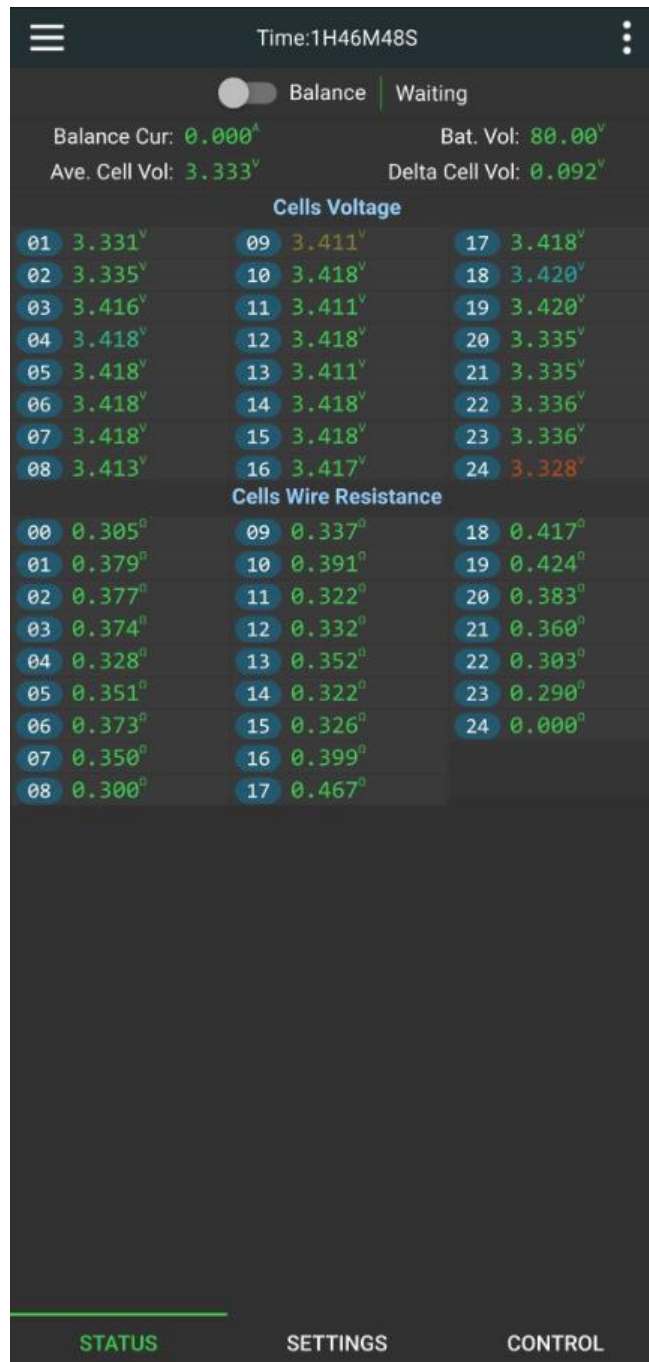 Time:1H46M48S
Balance Waiting
Balance Cur: 0.000A Bat. Vol: 80.00V
Ave. Cell Vol: 3.333V Delta Cell Vol: 0.092V
Cells Voltage
01 3.331V 09 3.411V 17 3.418V
02 3.335V 10 3.418V 18 3.420V
03 3.416V 11 3.411V 19 3.420V
04 3.418V 12 3.418V 20 3.335V
05 3.418V 13 3.411V 21 3.335V
06 3.418V 14 3.418V 22 3.336V
07 3.418V 15 3.418V 23 3.336V
08 3.413V 16 3.417V 24 3.328V
Cells Wire Resistance
00 0.305Ω 09 0.337Ω 18 0.417Ω
01 0.379Ω 10 0.391Ω 19 0.424Ω
02 0.377Ω 11 0.322Ω 20 0.383Ω
03 0.374Ω 12 0.332Ω 21 0.360Ω
04 0.328Ω 13 0.352Ω 22 0.303Ω
05 0.351Ω 14 0.322Ω 23 0.290Ω
06 0.373Ω 15 0.326Ω 24 0.000Ω
07 0.350Ω 16 0.399Ω
08 0.300Ω 17 0.467Ω
STATUS SETTINGS CONTROL